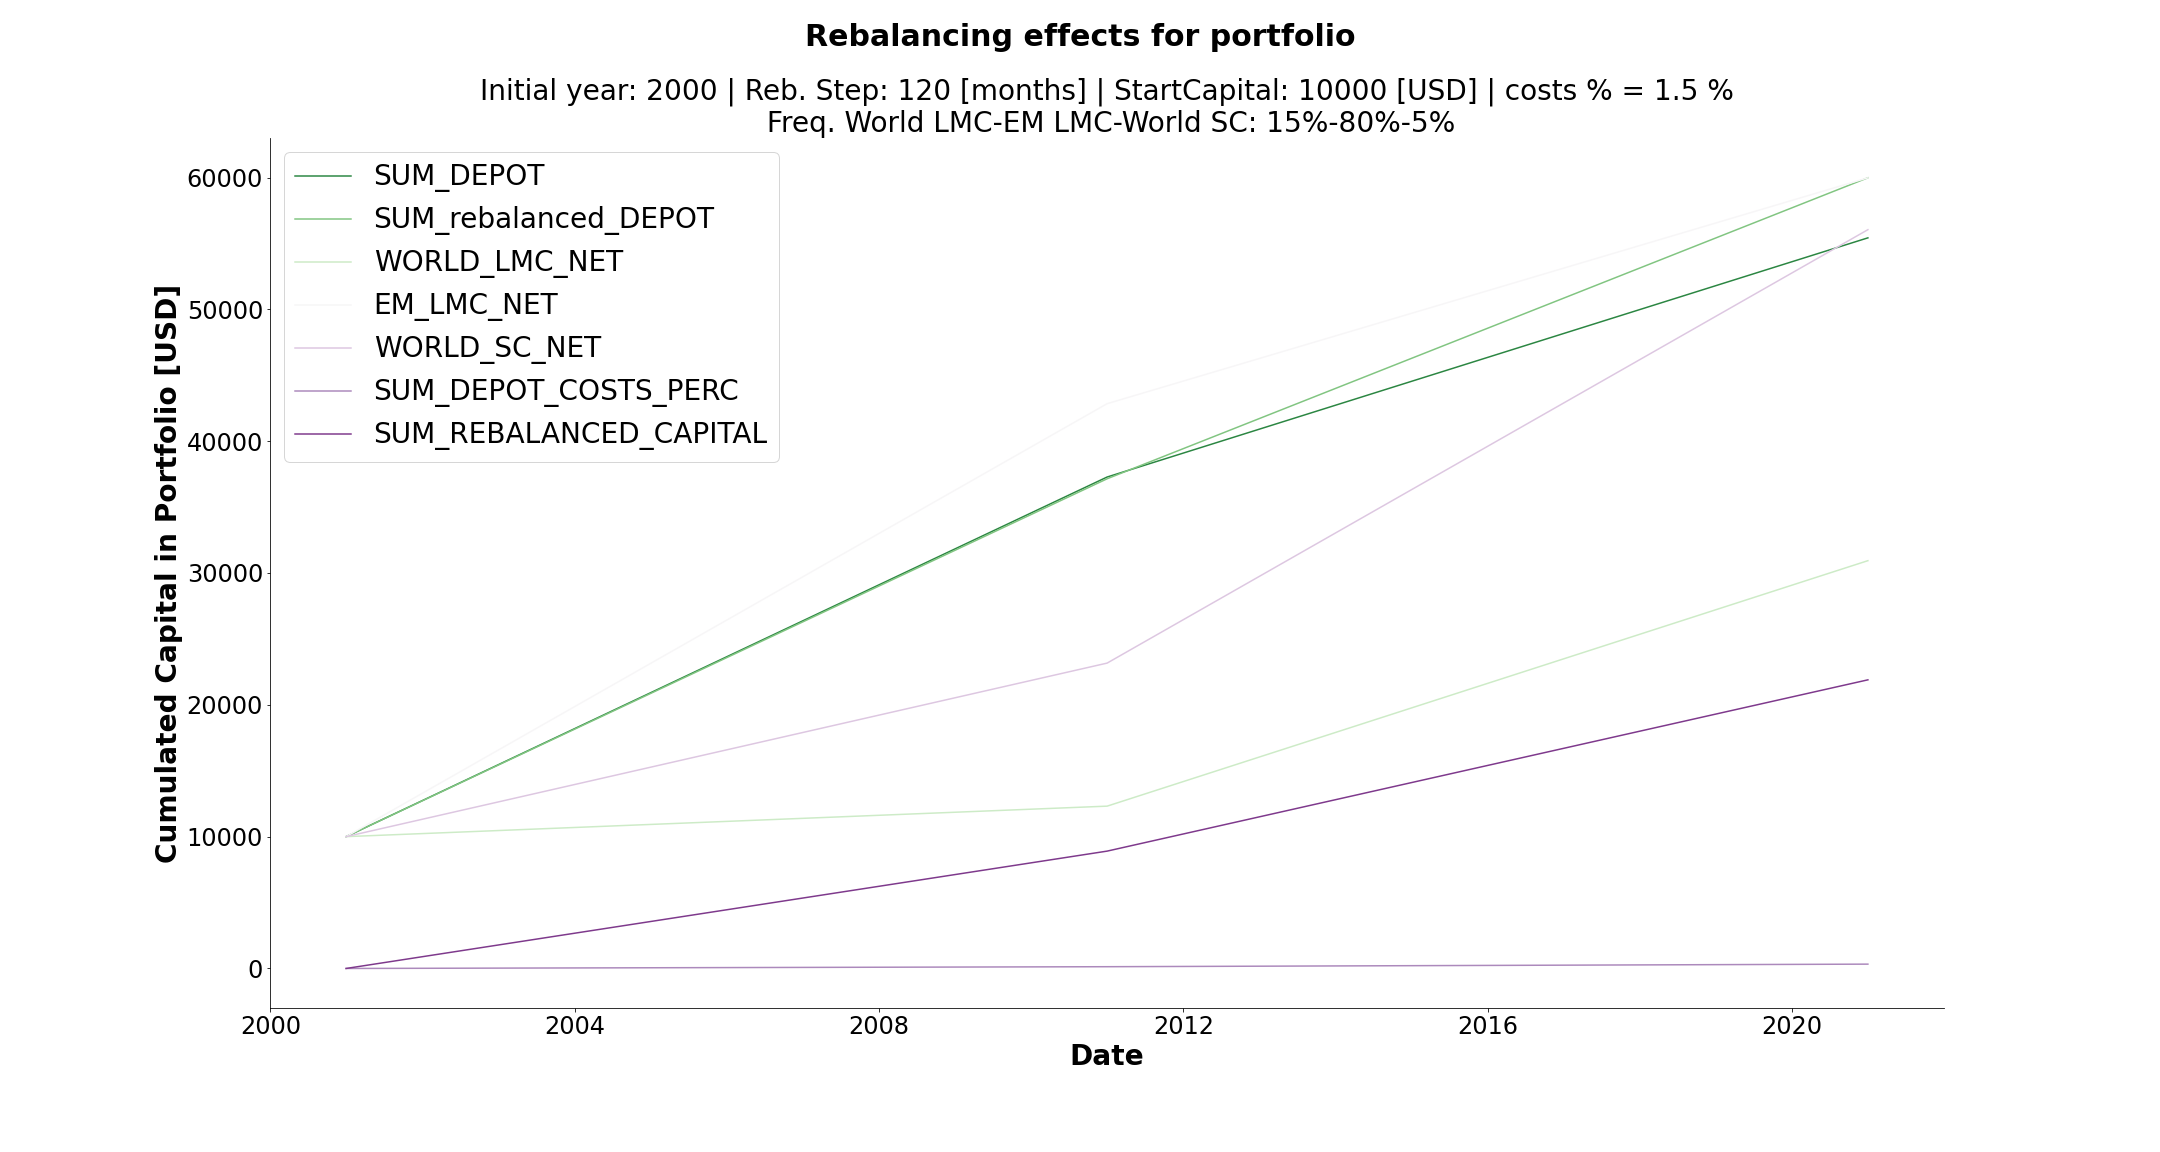 Rebalancing effects for portfolio
Initial year: 2000 | Reb. Step: 120 [months] | StartCapital: 10000 [USD] | costs % = 1.5 %
Freq. World LMC-EM LMC-World SC: 15%-80%-5%
SUM_DEPOT
SUM_rebalanced_DEPOT
WORLD_LMC_NET
EM_LMC_NET
WORLD_SC_NET
SUM_DEPOT_COSTS_PERC
SUM_REBALANCED_CAPITAL
Cumulated Capital in Portfolio [USD]
60000
50000
40000
30000
20000
10000
0
2000
2004
2008
2012
2016
2020
Date